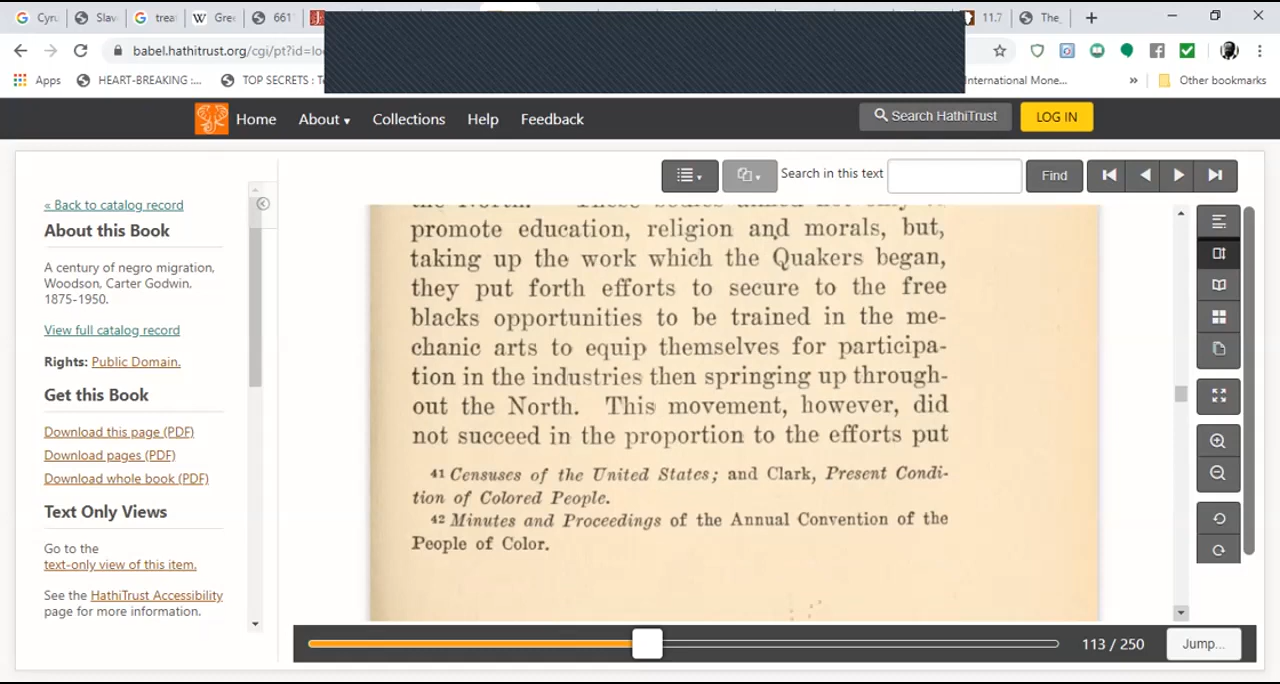 Cyru
Slav
treat
Gree
661
11.7
The_
babel.hathitrust.org/cgi/pt?id=lo
Apps
HEART-BREAKING :...
TOP SECRETS : T
International Mone...
»
Other bookmarks
Home
About
Collections
Help
Feedback
Search HathiTrust
LOG IN
Search in this text
Find
« Back to catalog record
About this Book
A century of negro migration,
Woodson, Carter Godwin,
1875-1950.
View full catalog record
Rights: Public Domain.
Get this Book
Download this page (PDF)
Download pages (PDF)
Download whole book (PDF)
Text Only Views
Go to the
text-only view of this item.
See the HathiTrust Accessibility
page for more information.
promote education, religion and morals, but,
taking up the work which the Quakers began,
they put forth efforts to secure to the free
blacks opportunities to be trained in the me-
chanic arts to equip themselves for participa-
tion in the industries then springing up through-
out the North. This movement, however, did
not succeed in the proportion to the efforts put
41 Censuses of the United States; and Clark, Present Condi-
tion of Colored People.
42 Minutes and Proceedings of the Annual Convention of the
People of Color.
113 / 250
Jump...